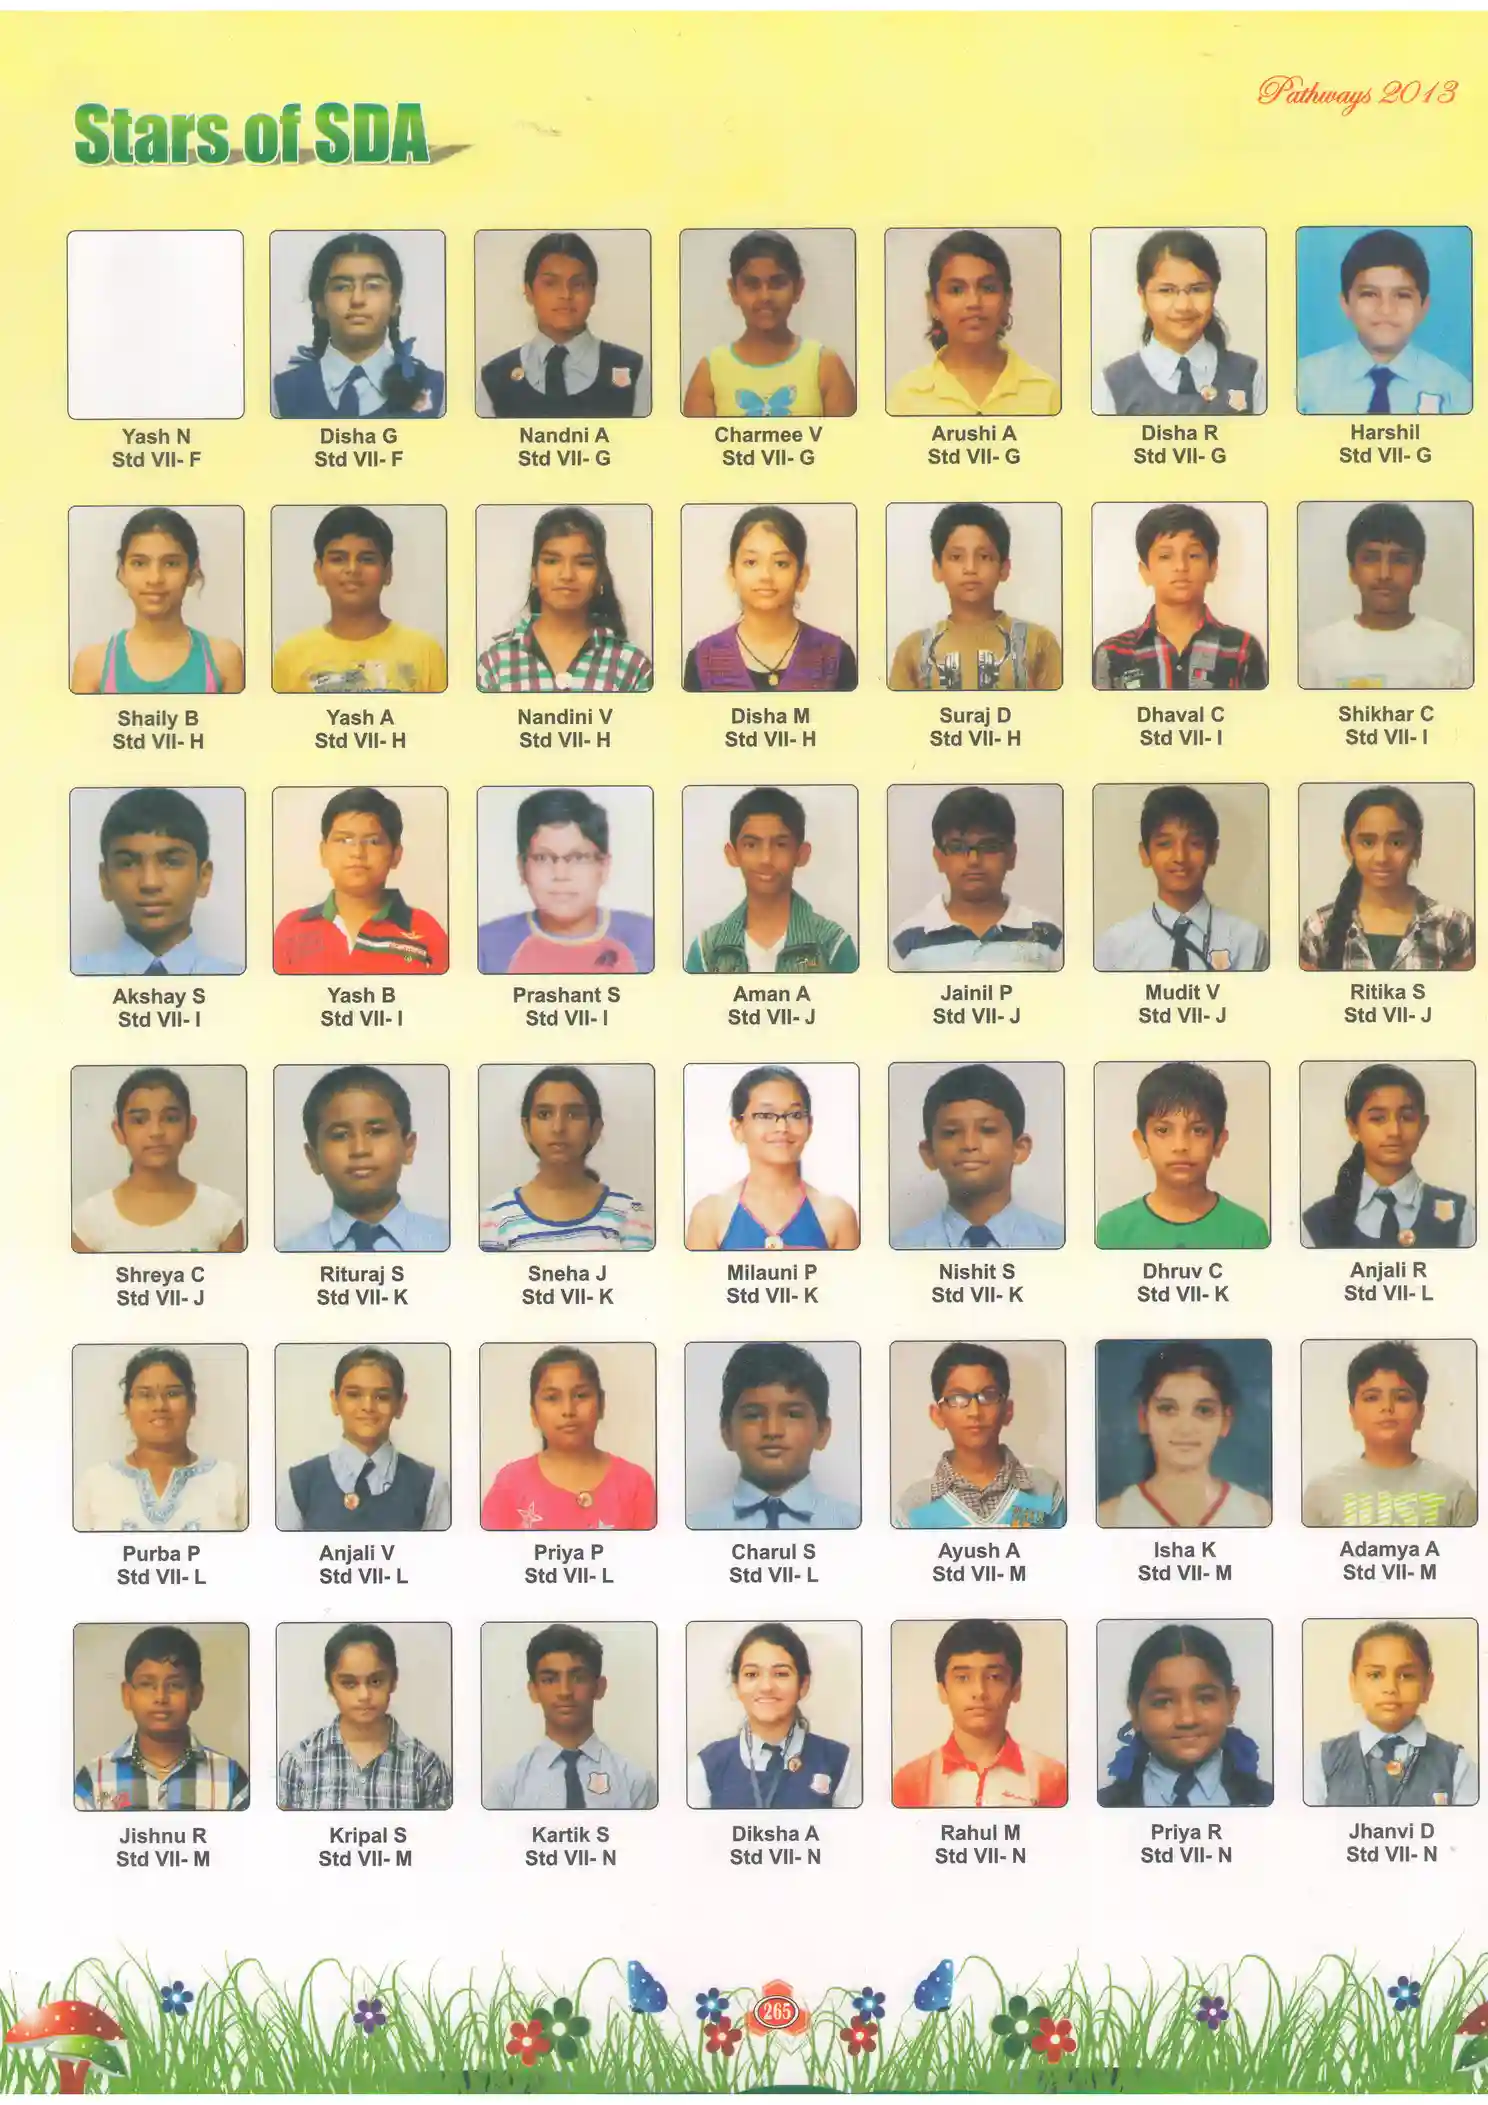 Pathways 2013
Stars of SDA
Yash N
Std VII- F
Disha G
Std VII- F
Nandni A
Std VII- G
Charmee V
Std VII- G
Arushi A
Std VII- G
Disha R
Std VII- G
Harshil
Std VII- G
Shaily B
Std VII- H
Yash A
Std VII- H
Nandini V
Std VII- H
Disha M
Std VII- H
Suraj D
Std VII- H
Dhaval C
Std VII- I
Shikhar C
Std VII- I
Akshay S
Std VII- I
Yash B
Std VII- I
Prashant S
Std VII- I
Aman A
Std VII- J
Jainil P
Std VII- J
Mudit V
Std VII- J
Ritika S
Std VII- J
Shreya C
Std VII- J
Rituraj S
Std VII- K
Sneha J
Std VII- K
Milauni P
Std VII- K
Nishit S
Std VII- K
Dhruv C
Std VII- K
Anjali R
Std VII- L
Purba P
Std VII- L
Anjali V
Std VII- L
Priya P
Std VII- L
Charul S
Std VII- L
Ayush A
Std VII- M
Isha K
Std VII- M
Adamya A
Std VII- M
Jishnu R
Std VII- M
Kripal S
Std VII- M
Kartik S
Std VII- N
Diksha A
Std VII- N
Rahul M
Std VII- N
Priya R
Std VII- N
Jhanvi D
Std VII- N
265